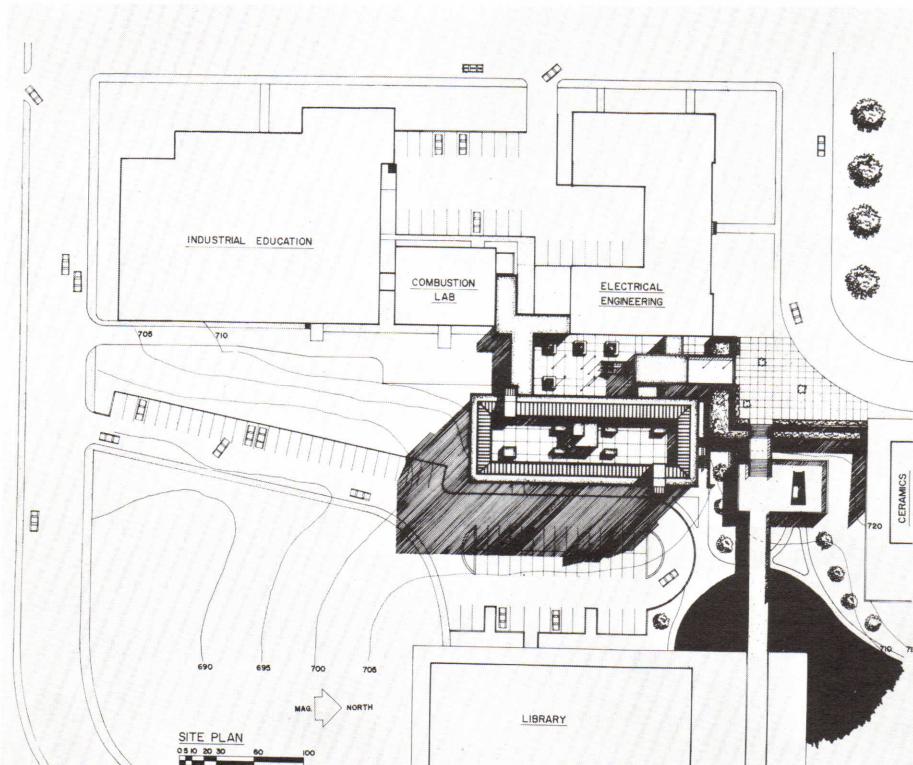 INDUSTRIAL EDUCATION
COMBUSTION
LAB
ELECTRICAL
ENGINEERING
705
710
CERAMICS
720
690
695
700
705
710
MAG.
NORTH
LIBRARY
SITE PLAN
0 5 10 20 30 60 100